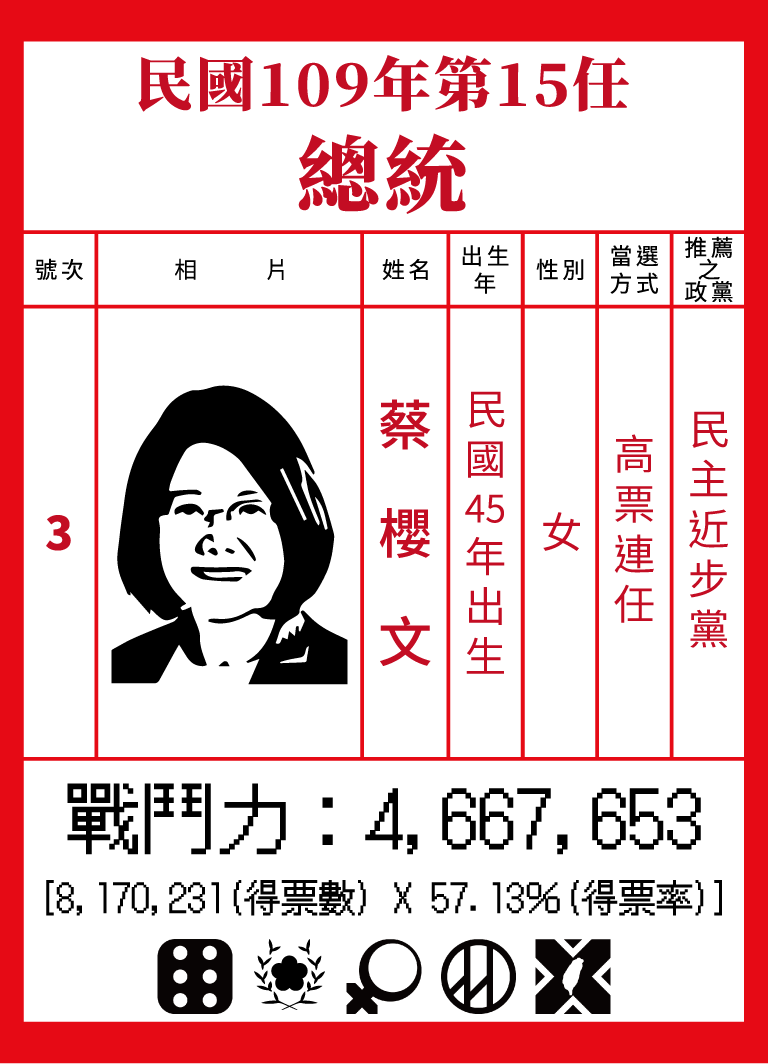 民國109年第15任
總統
號次
相 片
姓名
出生
年
性別
當選
方式
推薦
之
政黨
3
蔡櫻文
民國45年出生
女
高票連任
民主近步黨
戰鬥力：4,667,653
[8,170,231(得票數) X 57.13%(得票率)]